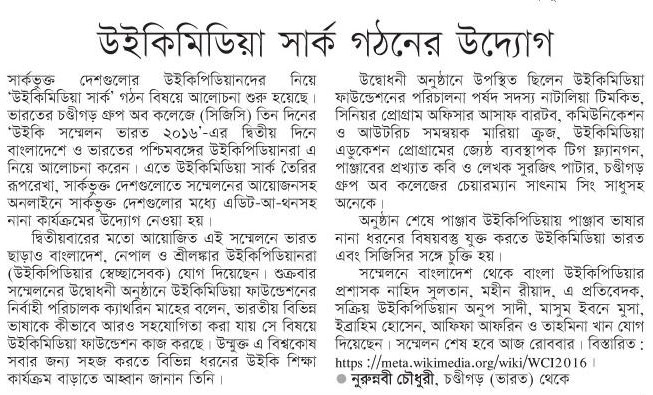 উইকিমিডিয়া সার্ক গঠনের উদ্যোগ
সার্কভুক্ত দেশগুলোর উইকিপিডিয়ানদের নিয়ে
'উইকিমিডিয়া সার্ক' গঠন বিষয়ে আলোচনা শুরু হয়েছে।
ভারতের চণ্ডীগড় গ্রুপ অব কলেজে (সিজিসি) তিন দিনের
'উইকি সম্মেলন ভারত ২০১৬'-এর দ্বিতীয় দিনে
বাংলাদেশে ও ভারতের পশ্চিমবঙ্গের উইকিপিডিয়ানরা এ
নিয়ে আলোচনা করেন। এতে উইকিমিডিয়া সার্ক তৈরির
রূপরেখা, সার্কভুক্ত দেশগুলোতে সম্মেলনের আয়োজনসহ
অনলাইনে সার্কভুক্ত দেশগুলোর মধ্যে এডিট-আ-থনসহ
নানা কার্যক্রমের উদ্যোগ নেওয়া হয়।
দ্বিতীয়বারের মতো আয়োজিত এই সম্মেলনে ভারত
ছাড়াও বাংলাদেশ, নেপাল ও শ্রীলঙ্কার উইকিপিডিয়ানরা
(উইকিপিডিয়ার স্বেচ্ছাসেবক) যোগ দিয়েছেন। শুক্রবার
সম্মেলনের উদ্বোধনী অনুষ্ঠানে উইকিমিডিয়া ফাউন্ডেশনের
নির্বাহী পরিচালক ক্যাথরিন মাহের বলেন, ভারতীয় বিভিন্ন
ভাষাকে কীভাবে আরও সহযোগিতা করা যায় সে বিষয়ে
উইকিমিডিয়া ফাউন্ডেশন কাজ করছে। উন্মুক্ত এ বিশ্বকোষ
সবার জন্য সহজ করতে বিভিন্ন ধরনের উইকি শিক্ষা
কার্যক্রম বাড়াতে আহ্বান জানান তিনি।
উদ্বোধনী অনুষ্ঠানে উপস্থিত ছিলেন উইকিমিডিয়া
ফাউন্ডেশনের পরিচালনা পর্ষদ সদস্য নাটালিয়া টিমকিভ,
সিনিয়র প্রোগ্রাম অফিসার আসাফ বারটব, কমিউনিকেশন
ও আউটরিচ সমন্বয়ক মারিয়া ক্রুজ, উইকিমিডিয়া
এডুকেশন প্রোগ্রামের জ্যেষ্ঠ ব্যবস্থাপক টিগ ফ্ল্যানগন,
পাঞ্জাবের প্রখ্যাত কবি ও লেখক সুরজিৎ পাটার, চণ্ডীগড়
গ্রুপ অব কলেজের চেয়ারম্যান সাৎনাম সিং সাধুসহ
অনেকে।
অনুষ্ঠান শেষে পাঞ্জাব উইকিপিডিয়ায় পাঞ্জাব ভাষার
নানা ধরনের বিষয়বস্তু যুক্ত করতে উইকিমিডিয়া ভারত
এবং সিজিসির সঙ্গে চুক্তি হয়।
সম্মেলনে বাংলাদেশ থেকে বাংলা উইকিপিডিয়ার
প্রশাসক নাহিদ সুলতান, মহীন রীয়াদ, এ প্রতিবেদক,
সক্রিয় উইকিপিডিয়ান অনুপ সাদী, মাসুম ইবনে মুসা,
ইব্রাহিম হোসেন, আফিফা আফরিন ও তাহমিনা খান যোগ
দিয়েছেন। সম্মেলন শেষ হবে আজ রোববার। বিস্তারিত :
https://meta.wikimedia.org/wiki/WCI2016।
● নুরুন্নবী চৌধুরী, চণ্ডীগড় (ভারত) থেকে